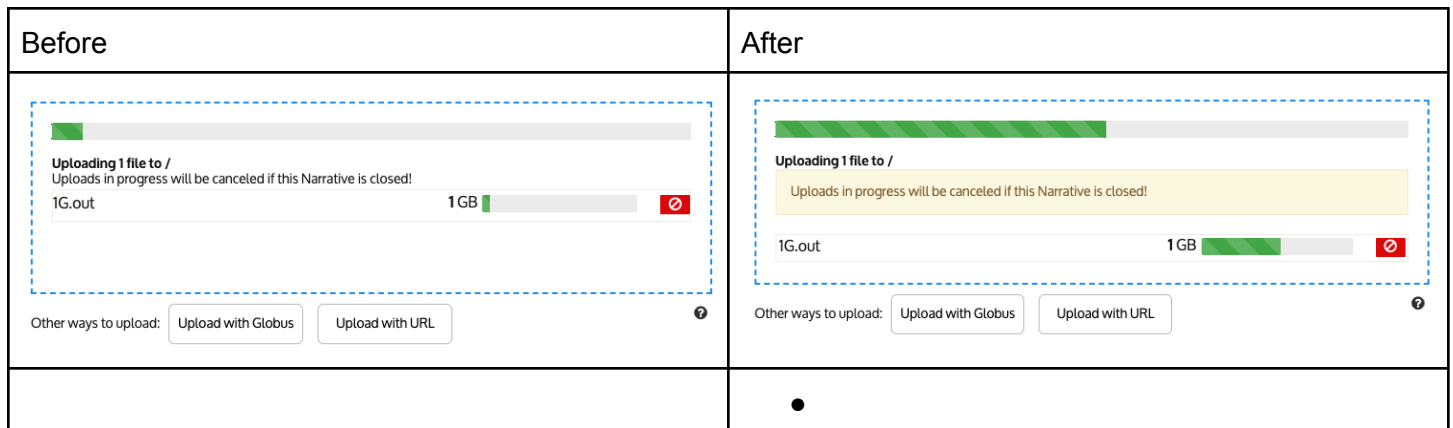 Before
After
Uploading 1 file to /
Uploads in progress will be canceled if this Narrative is closed!
1G.out
1 GB
Other ways to upload:
Upload with Globus
Upload with URL
Uploading 1 file to /
Uploads in progress will be canceled if this Narrative is closed!
1G.out
1 GB
Other ways to upload:
Upload with Globus
Upload with URL